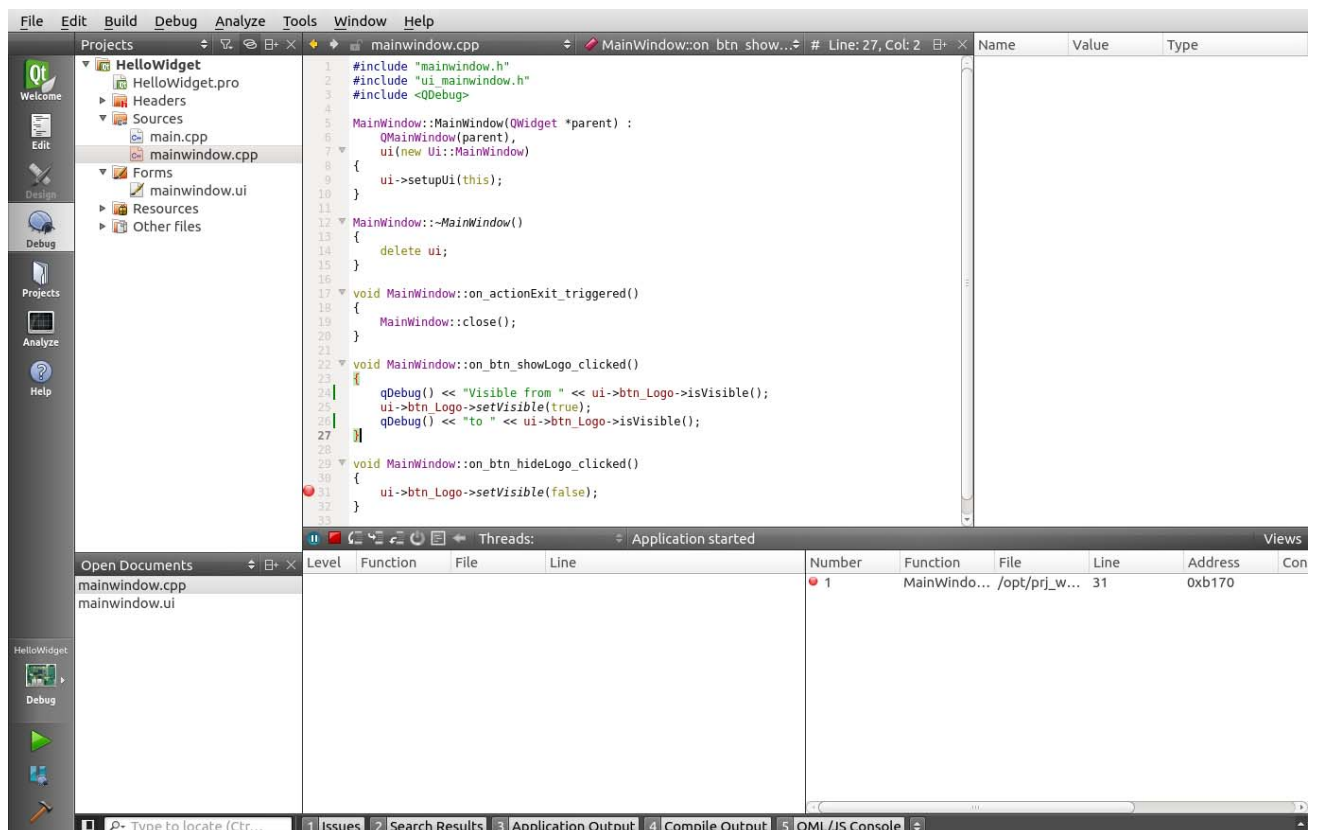 File Edit Build Debug Analyze Tools Window Help
Projects
mainwindow.cpp
MainWindow::on_btn_show...
# Line: 27, Col: 2
Name Value Type
Welcome
Edit
Design
Debug
Projects
Analyze
Help
HelloWidget
HelloWidget.pro
Headers
Sources
main.cpp
mainwindow.cpp
Forms
mainwindow.ui
Resources
Other files
1 #include "mainwindow.h"
2 #include "ui_mainwindow.h"
3 #include <QDebug>
4
5 MainWindow::MainWindow(QWidget *parent) :
6 QMainWindow(parent),
7 ui(new Ui::MainWindow)
8 {
9 ui->setupUi(this);
10 }
11
12 MainWindow::~MainWindow()
13 {
14 delete ui;
15 }
16
17 void MainWindow::on_actionExit_triggered()
18 {
19 MainWindow::close();
20 }
21
22 void MainWindow::on_btn_showLogo_clicked()
23 {
24 qDebug() << "Visible from " << ui->btn_Logo->isVisible();
25 ui->btn_Logo->setVisible(true);
26 qDebug() << "to " << ui->btn_Logo->isVisible();
27 }
28
29 void MainWindow::on_btn_hideLogo_clicked()
30 {
31 ui->btn_Logo->setVisible(false);
32 }
33
Threads: Application started Views
Open Documents
mainwindow.cpp
mainwindow.ui
Level Function File Line
Number Function File Line Address Con
1 MainWindo... /opt/prj_w... 31 0xb170
HelloWidget
Debug
Type to locate (Ctr...
1 Issues 2 Search Results 3 Application Output 4 Compile Output 5 QML/JS Console